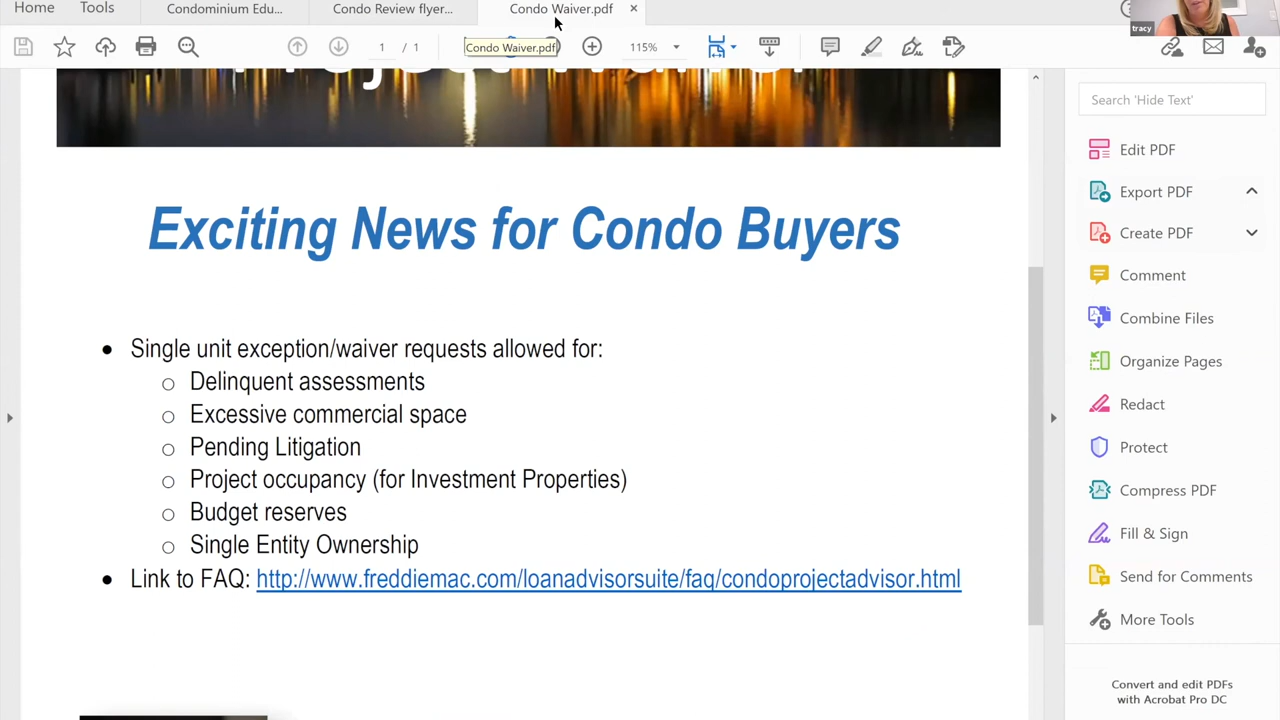 Home
Tools
Condominium Edu...
Condo Review flyer...
Condo Waiver.pdf
tracy
1 / 1
Condo Waiver.pdf
115%
Search 'Hide Text'
Edit PDF
Export PDF
Create PDF
Comment
Combine Files
Organize Pages
Redact
Protect
Compress PDF
Fill & Sign
Send for Comments
More Tools
Convert and edit PDFs
with Acrobat Pro DC
Exciting News for Condo Buyers
• Single unit exception/waiver requests allowed for:
o Delinquent assessments
o Excessive commercial space
o Pending Litigation
o Project occupancy (for Investment Properties)
o Budget reserves
o Single Entity Ownership
• Link to FAQ: http://www.freddiemac.com/loanadvisorsuite/faq/condoprojectadvisor.html